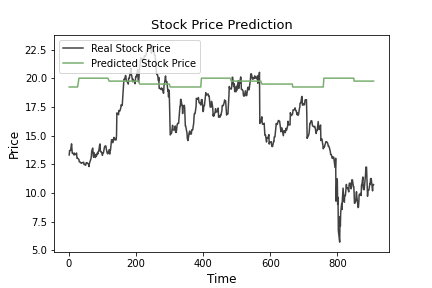 Stock Price Prediction
Real Stock Price
Predicted Stock Price
22.5
20.0
17.5
15.0
12.5
10.0
7.5
5.0
Price
0 200 400 600 800
Time